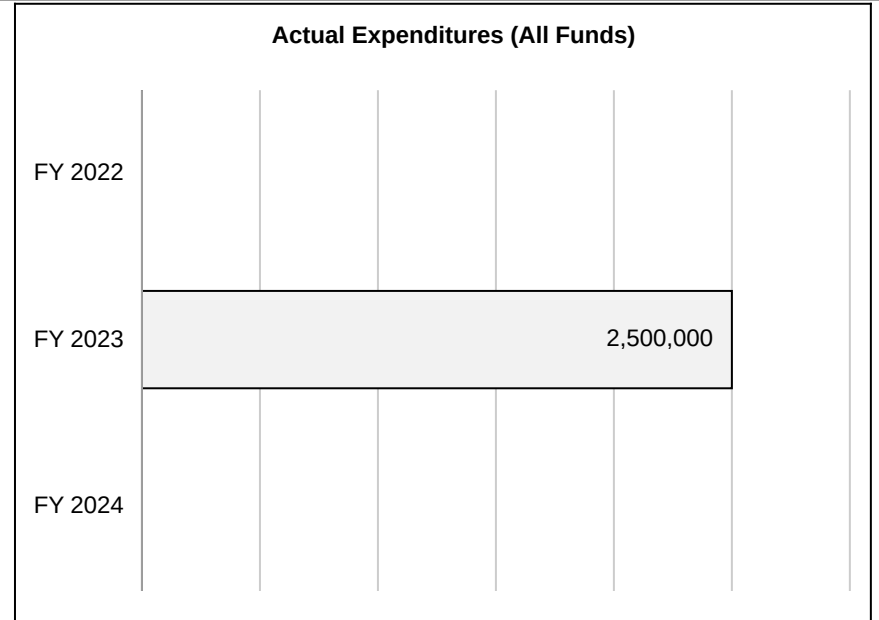 Actual Expenditures (All Funds)
FY 2022
FY 2023
2,500,000
FY 2024